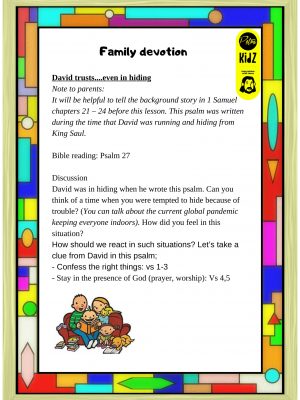 Family devotion
KiDZ
David trusts....even in hiding
Note to parents:
It will be helpful to tell the background story in 1 Samuel
chapters 21 – 24 before this lesson. This psalm was written
during the time that David was running and hiding from
King Saul.
Bible reading: Psalm 27
Discussion
David was in hiding when he wrote this psalm. Can you
think of a time when you were tempted to hide because of
trouble? (You can talk about the current global pandemic
keeping everyone indoors). How did you feel in this
situation?
How should we react in such situations? Let's take a
clue from David in this psalm;
- Confess the right things: vs 1-3
- Stay in the presence of God (prayer, worship): Vs 4,5